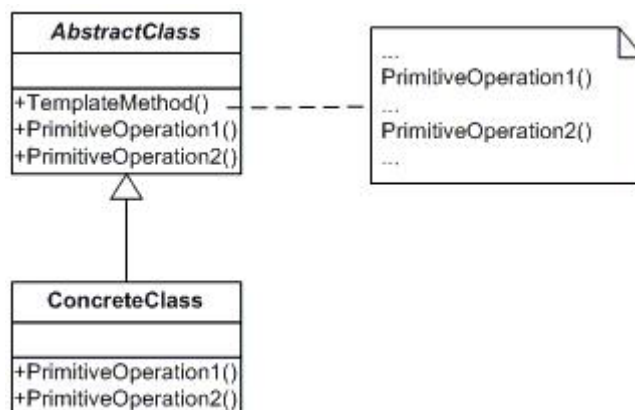 AbstractClass
+TemplateMethod()
+PrimitiveOperation1()
+PrimitiveOperation2()
...
PrimitiveOperation1()
...
PrimitiveOperation2()
...
ConcreteClass
+PrimitiveOperation1()
+PrimitiveOperation2()